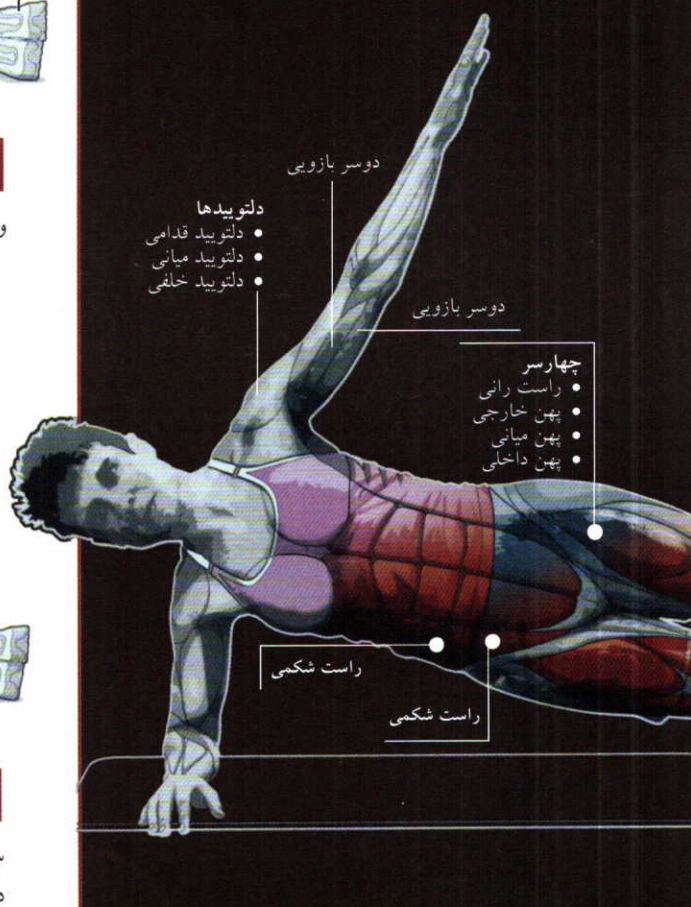 دوسر بازویی
دلتوییدها
• دلتویید قدامی
• دلتویید میانی
• دلتویید خلفی
دوسر بازویی
چهارسر
• راست رانی
• پهن خارجی
• پهن میانی
• پهن داخلی
راست شکمی
راست شکمی